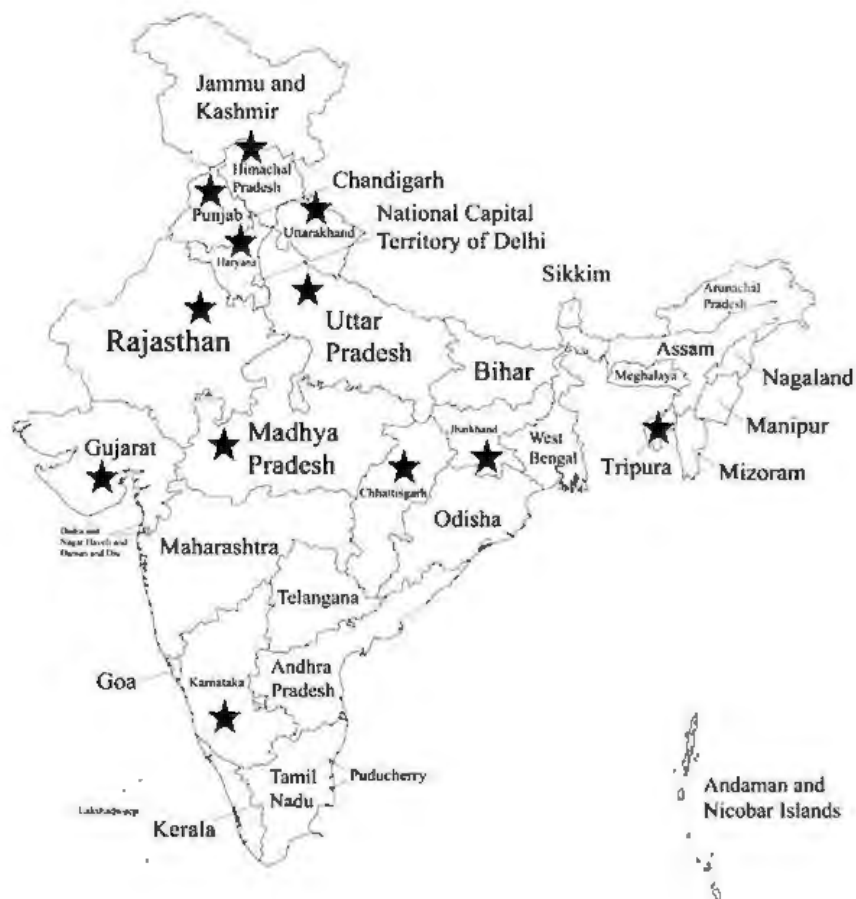 Jammu and
Kashmir
Himachal
Pradesh
Chandigarh
Punjab
Uttarakhand
National Capital
Territory of Delhi
Haryana
Sikkim
Arunachal
Pradesh
Rajasthan
Uttar
Pradesh
Assam
Bihar
Meghalaya
Nagaland
Manipur
Gujarat
Madhya
Pradesh
Jharkhand
West
Bengal
Tripura
Mizoram
Chhattisgarh
Odisha
Dadra and
Nagar Haveli and
Daman and Diu
Maharashtra
Telangana
Goa
Karnataka
Andhra
Pradesh
Tamil
Nadu
Puducherry
Lakshadweep
Kerala
Andaman and
Nicobar Islands